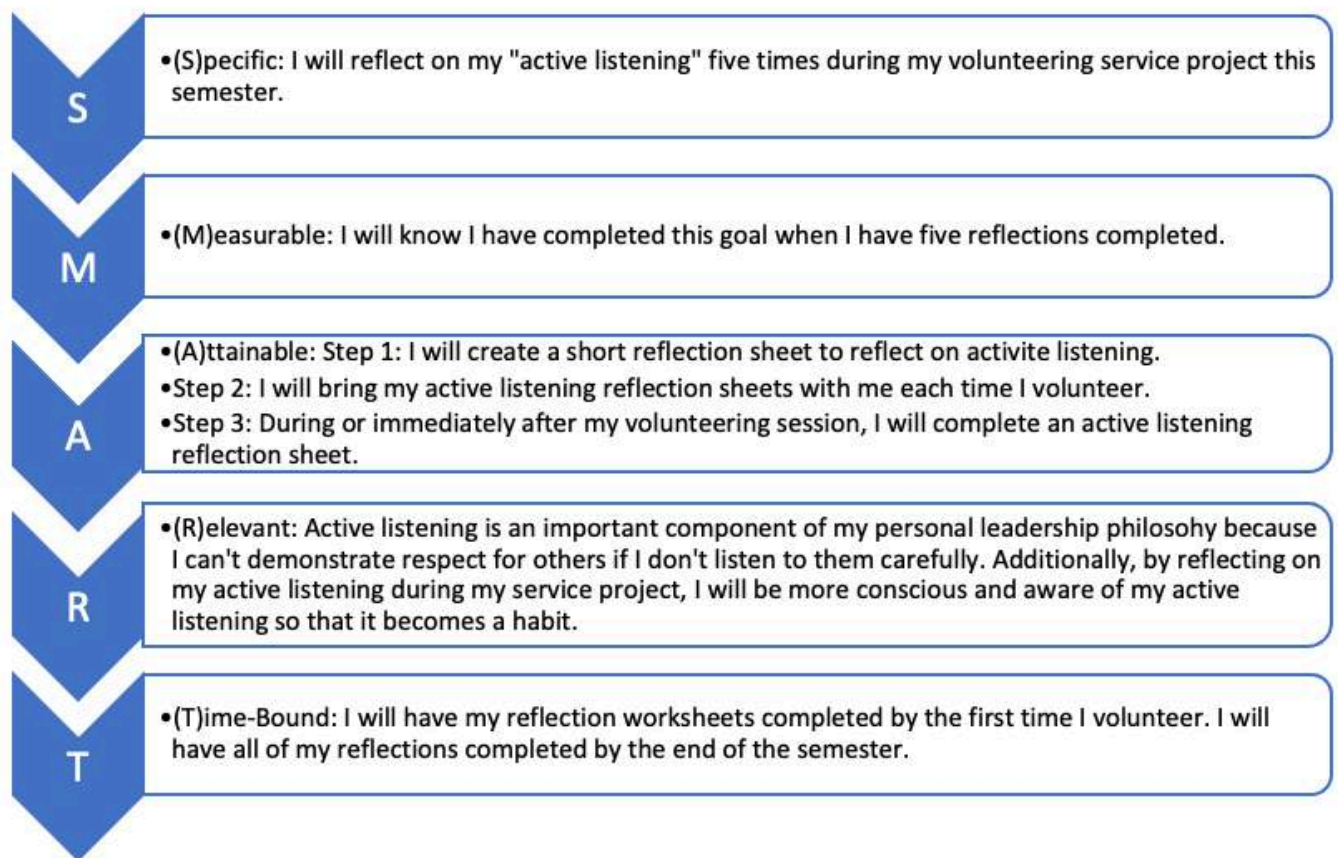 S
•(S)pecific: I will reflect on my "active listening" five times during my volunteering service project this
semester.
M
•(M)easurable: I will know I have completed this goal when I have five reflections completed.
A
•(A)ttainable: Step 1: I will create a short reflection sheet to reflect on activite listening.
•Step 2: I will bring my active listening reflection sheets with me each time I volunteer.
•Step 3: During or immediately after my volunteering session, I will complete an active listening
reflection sheet.
R
•(R)elevant: Active listening is an important component of my personal leadership philosohy because
I can't demonstrate respect for others if I don't listen to them carefully. Additionally, by reflecting on
my active listening during my service project, I will be more conscious and aware of my active
listening so that it becomes a habit.
T
•(T)ime-Bound: I will have my reflection worksheets completed by the first time I volunteer. I will
have all of my reflections completed by the end of the semester.